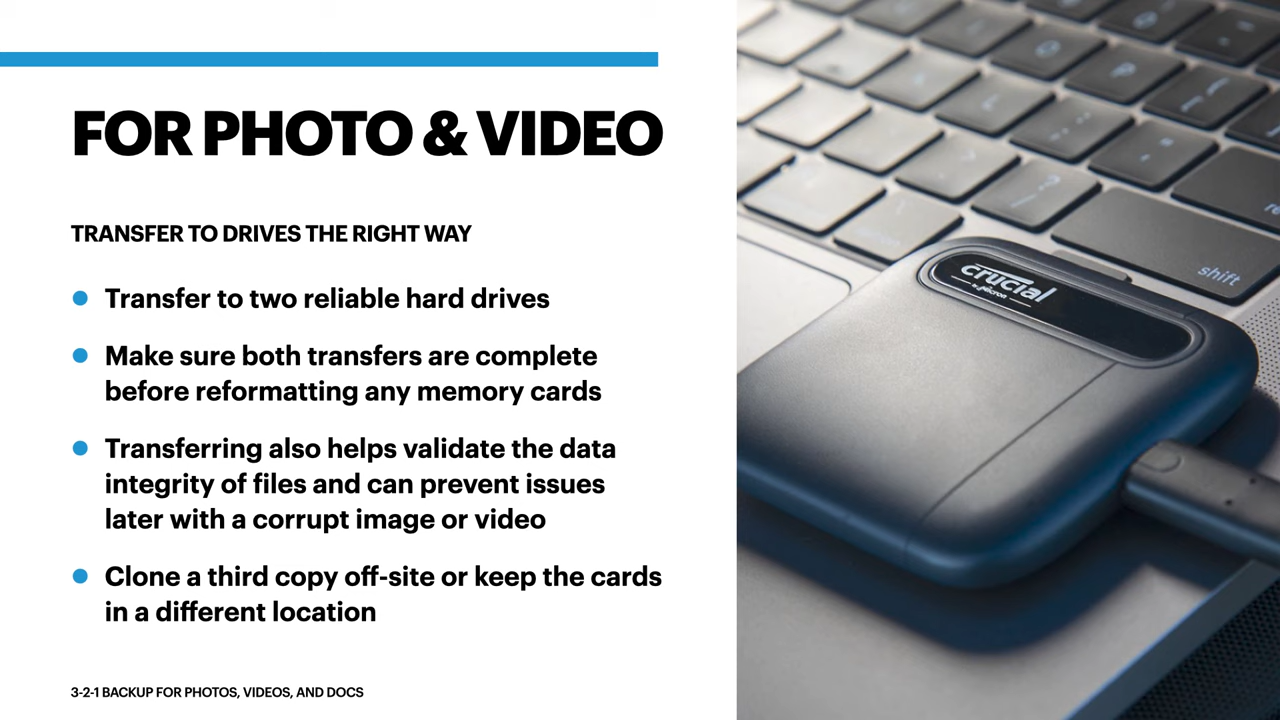 FOR PHOTO & VIDEO
TRANSFER TO DRIVES THE RIGHT WAY
Transfer to two reliable hard drives
Make sure both transfers are complete
before reformatting any memory cards
Transferring also helps validate the data
integrity of files and can prevent issues
later with a corrupt image or video
Clone a third copy off-site or keep the cards
in a different location
3-2-1 BACKUP FOR PHOTOS, VIDEOS, AND DOCS
crucial
by Micron
shift